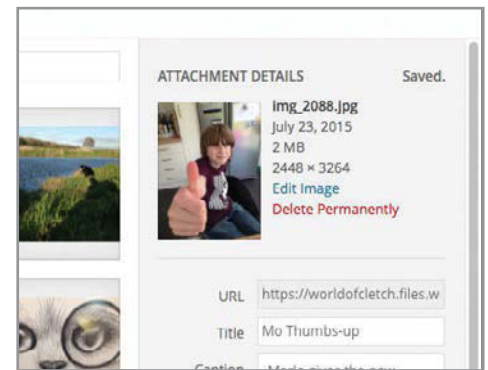 ATTACHMENT DETAILS Saved.
img_2088.jpg
July 23, 2015
2 MB
2448 × 3264
Edit Image
Delete Permanently
URL https://worldofcletch.files.w
Title Mo Thumbs-up
Caption